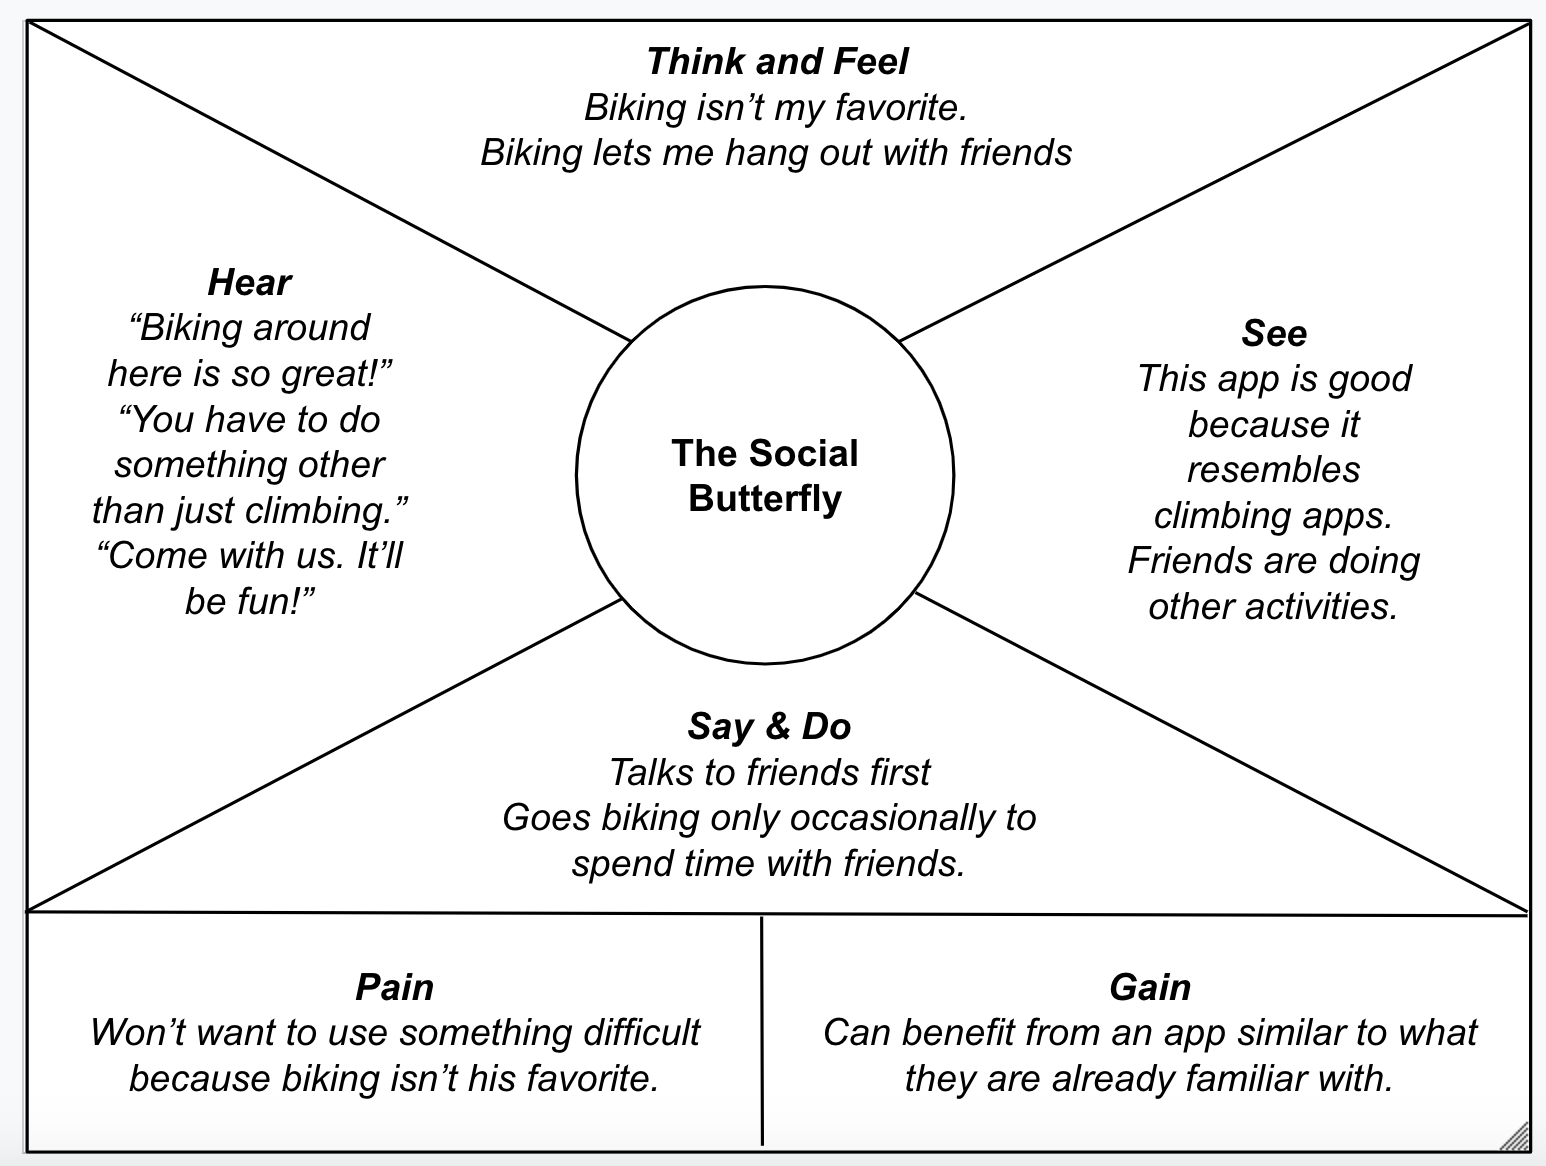 Think and Feel
Biking isn’t my favorite.
Biking lets me hang out with friends
Hear
“Biking around
here is so great!”
“You have to do
something other
than just climbing.”
“Come with us. It’ll
be fun!”
The Social
Butterfly
See
This app is good
because it
resembles
climbing apps.
Friends are doing
other activities.
Say & Do
Talks to friends first
Goes biking only occasionally to
spend time with friends.
Pain
Won’t want to use something difficult
because biking isn’t his favorite.
Gain
Can benefit from an app similar to what
they are already familiar with.